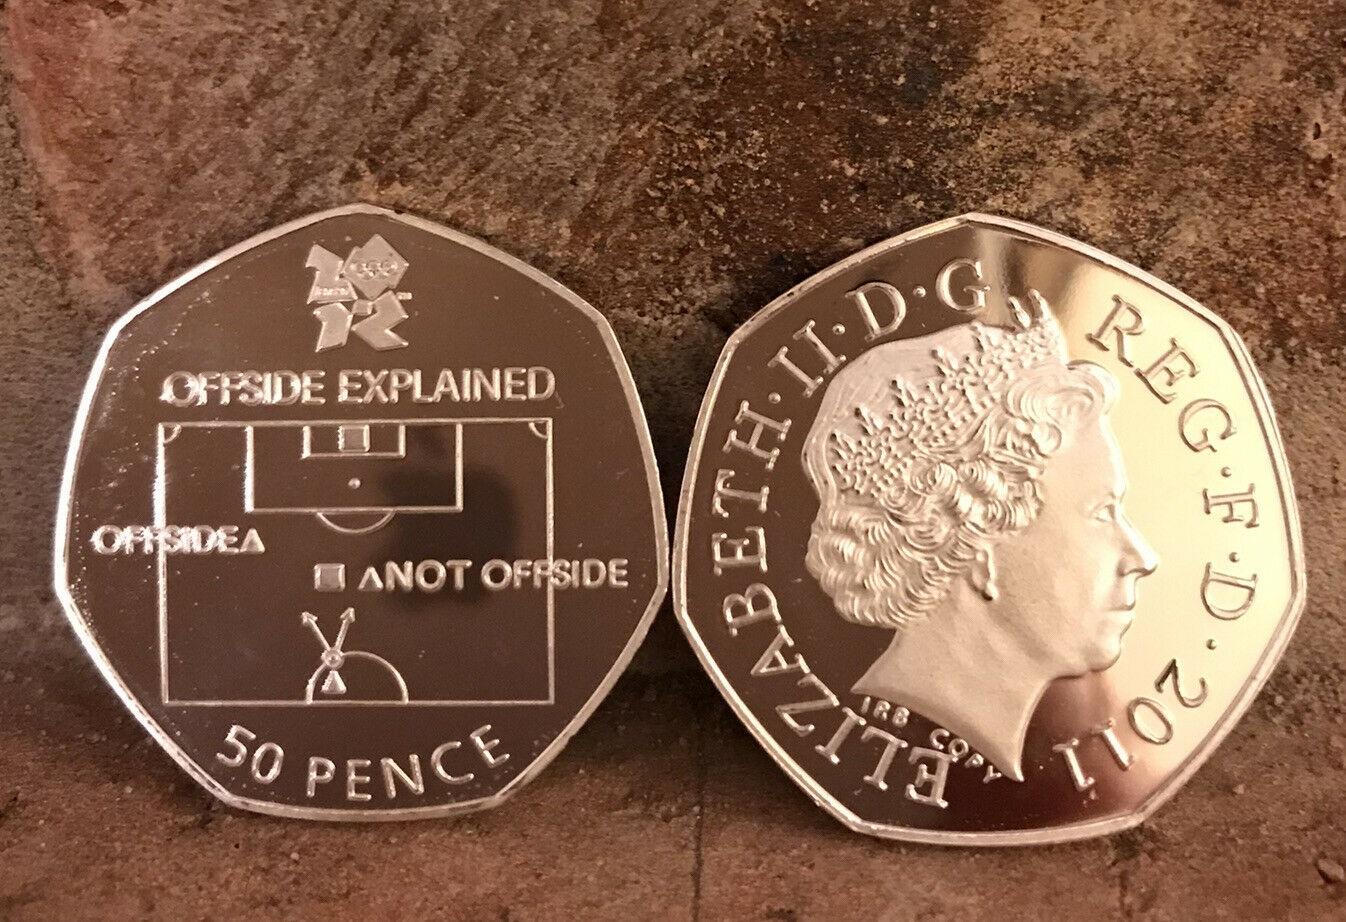 OFFSIDE EXPLAINED
OFFSIDE
NOT OFFSIDE
50 PENCE
ELIZABETH·II·D·G
REG·F·D·2011
IRB
COPY